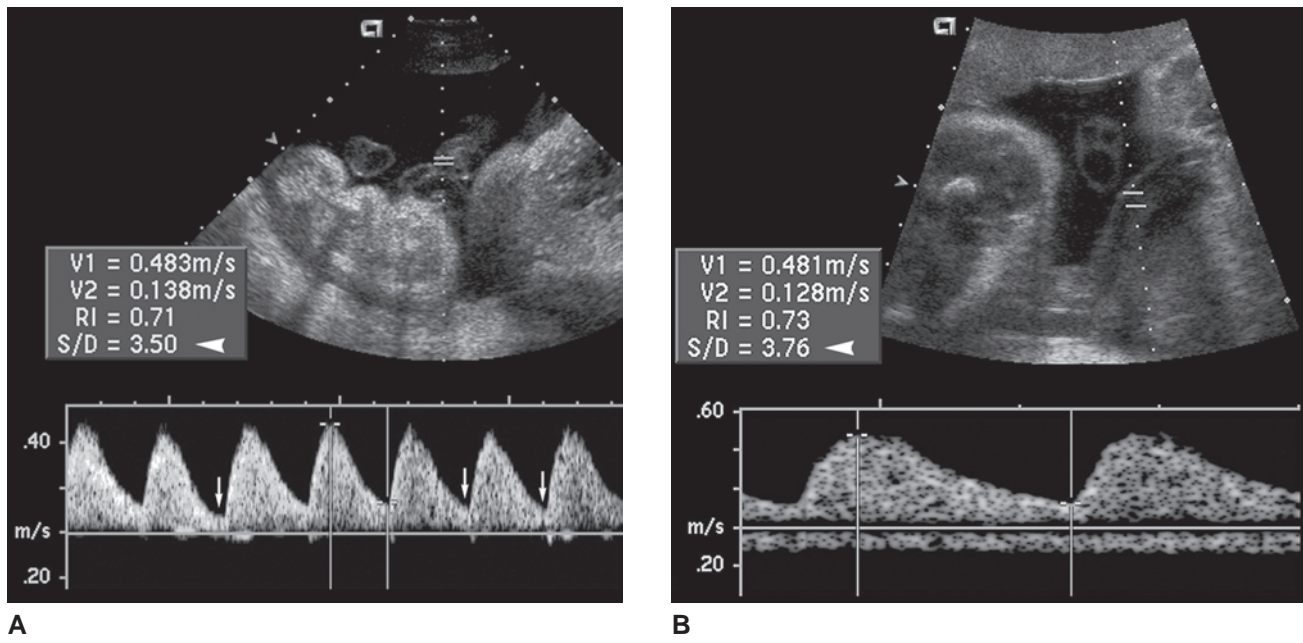 V1 = 0.483m/s
V2 = 0.138m/s
RI = 0.71
S/D = 3.50
.40
m/s
.20
A
V1 = 0.481m/s
V2 = 0.128m/s
RI = 0.73
S/D = 3.76
.60
m/s
.20
B